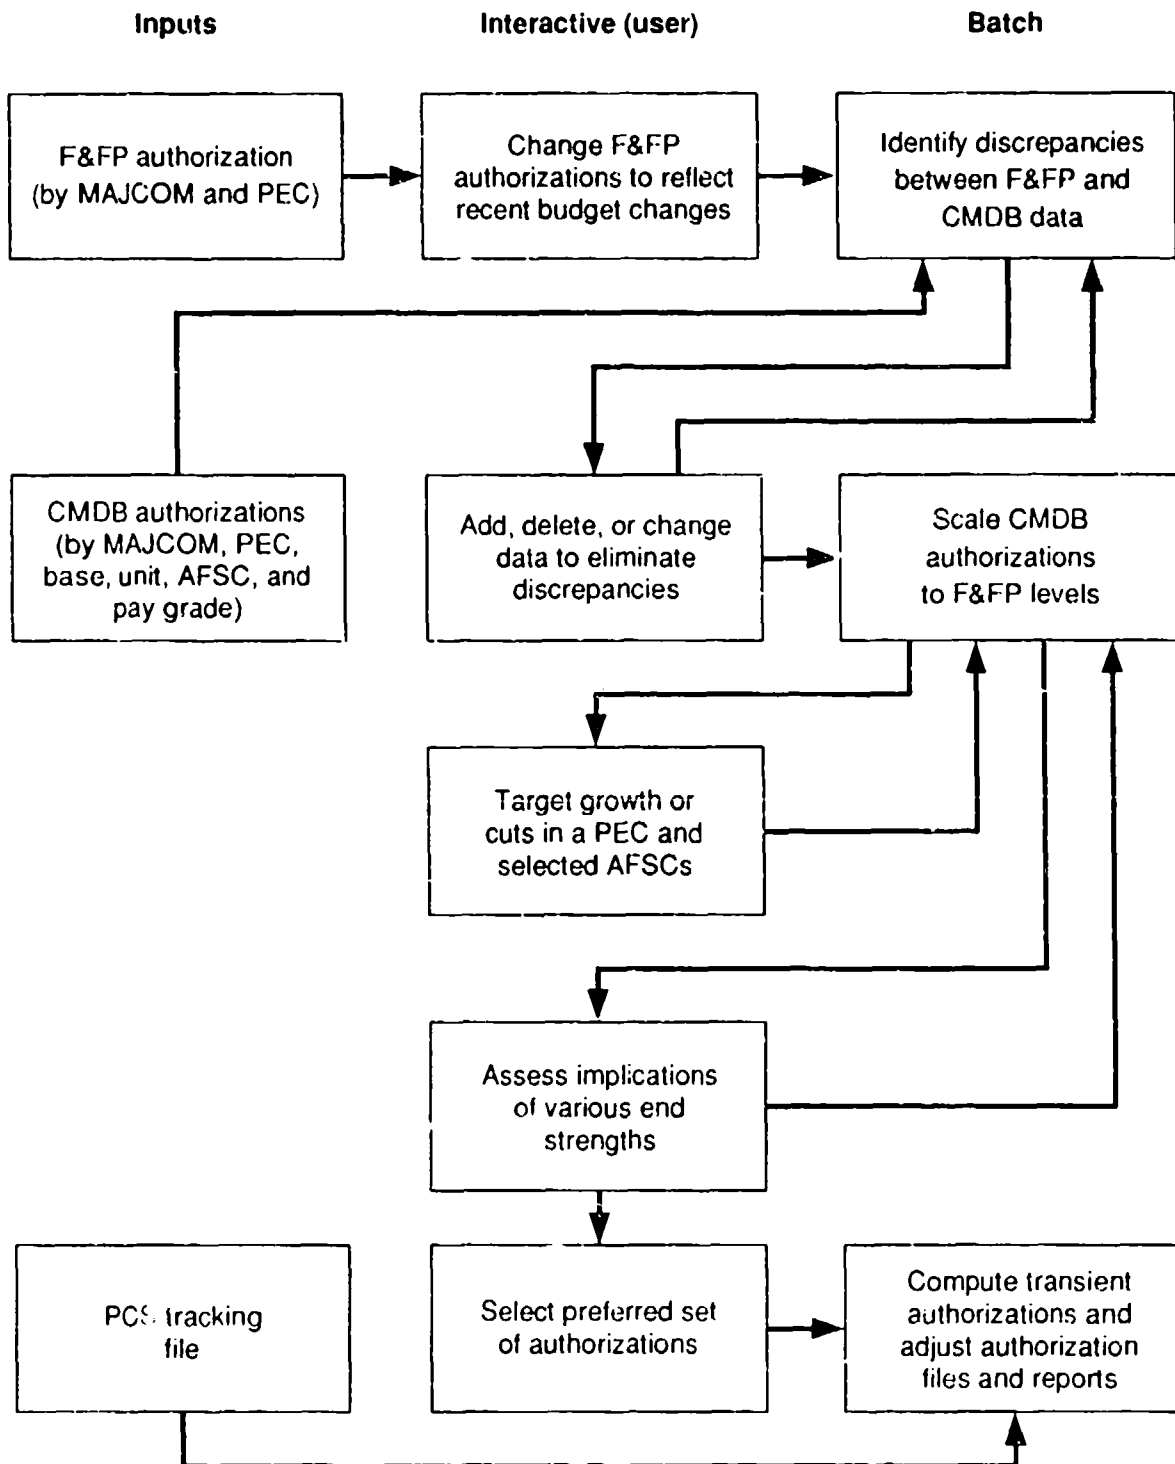 Inputs
Interactive (user)
Batch
F&FP authorization
(by MAJCOM and PEC)
Change F&FP
authorizations to reflect
recent budget changes
Identify discrepancies
between F&FP and
CMDB data
CMDB authorizations
(by MAJCOM, PEC,
base, unit, AFSC, and
pay grade)
Add, delete, or change
data to eliminate
discrepancies
Scale CMDB
authorizations
to F&FP levels
Target growth or
cuts in a PEC and
selected AFSCs
Assess implications
of various end
strengths
PCS tracking
file
Select preferred set
of authorizations
Compute transient
authorizations and
adjust authorization
files and reports